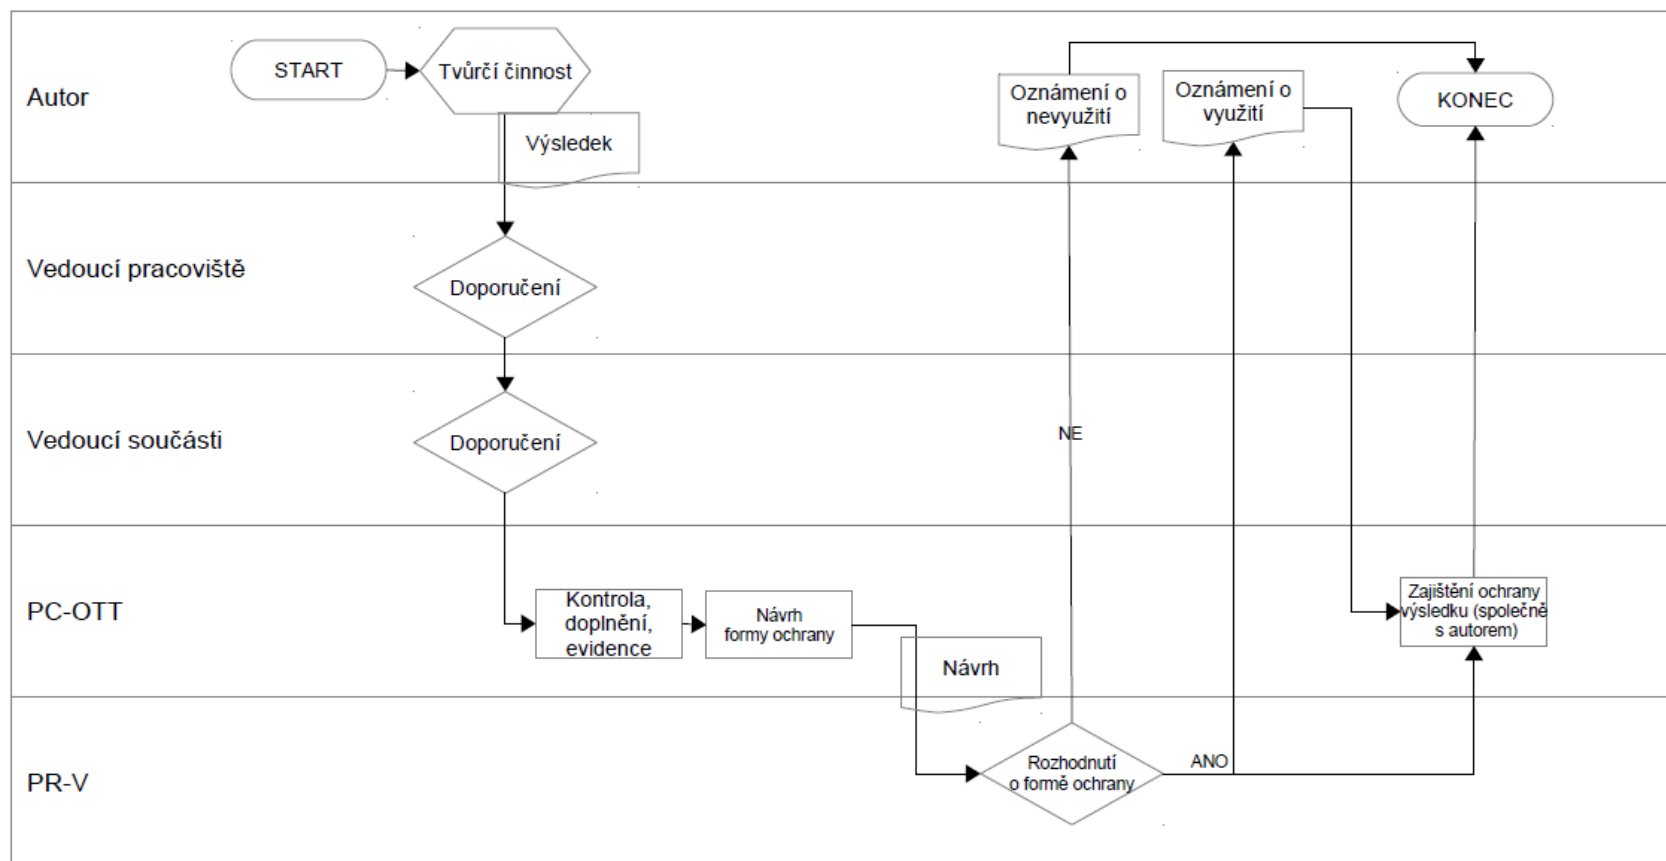 START
Tvůrčí činnost
Oznámení o
nevyužití
Oznámení o
využití
KONEC
Autor
Výsledek
Vedoucí pracoviště
Doporučení
Vedoucí součásti
Doporučení
NE
PC-OTT
Kontrola,
doplnění,
evidence
Návrh
formy ochrany
Zajištění ochrany
výsledku (společně
s autorem)
Návrh
PR-V
Rozhodnutí
o formě ochrany
ANO